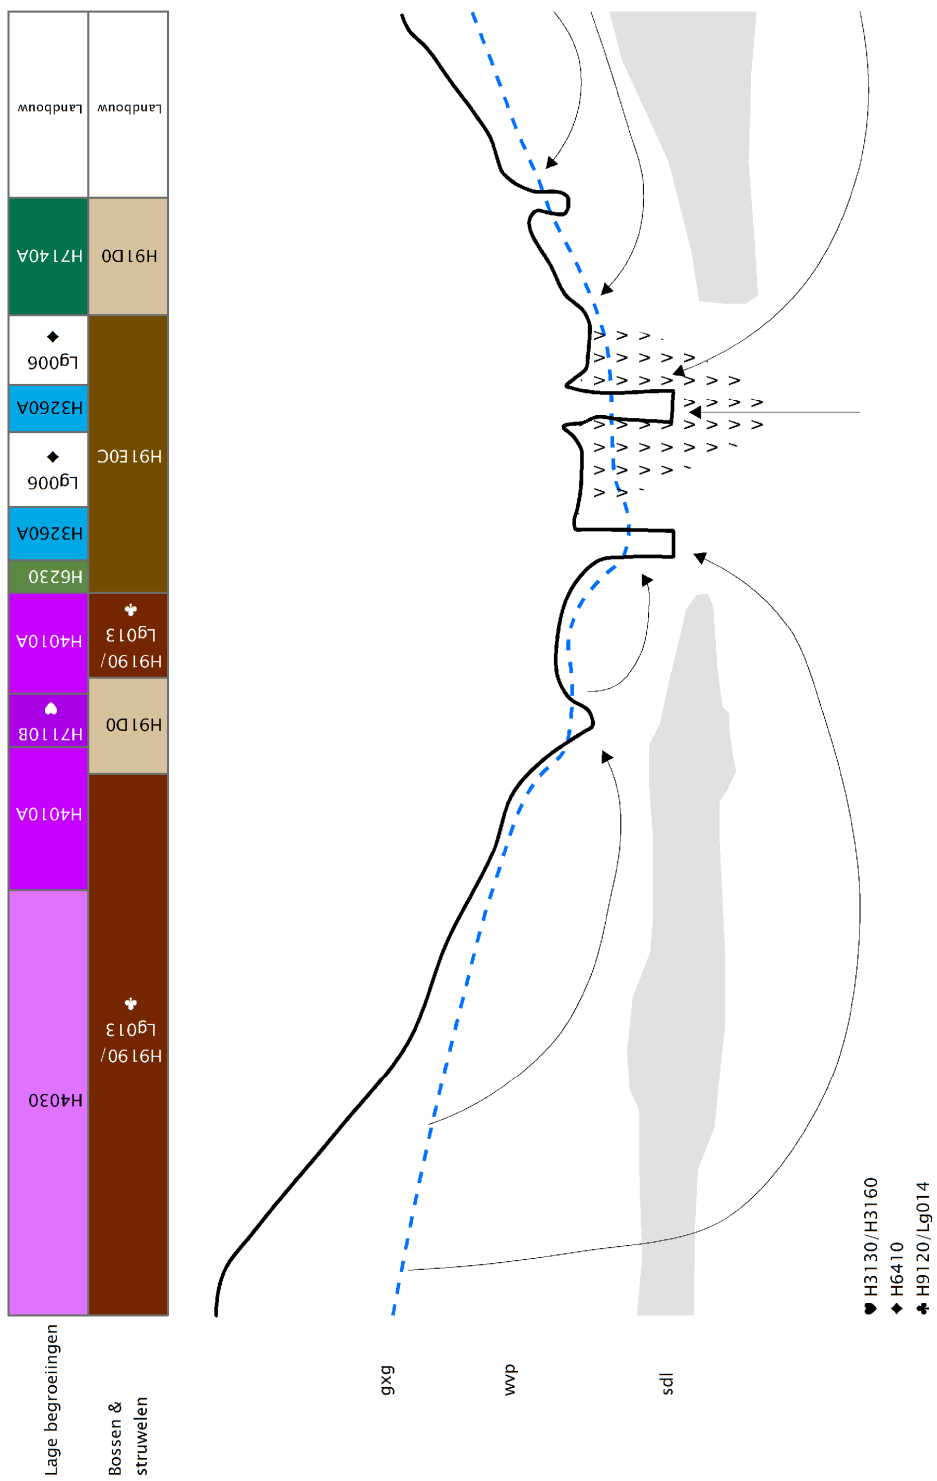 Lage begroeiingen
H4030
H4010A
H7110B
♥
H4010A
H6230
H3260A
Lg006
◆
H3260A
Lg006
◆
H7140A
Landbouw
Bossen &
struwelen
H9190/
Lg013
♣
H91D0
H9190/
Lg013
♣
H91E0C
H91D0
Landbouw
gxg
wvp
sdl
♥ H3130/H3160
◆ H6410
♣ H9120/Lg014